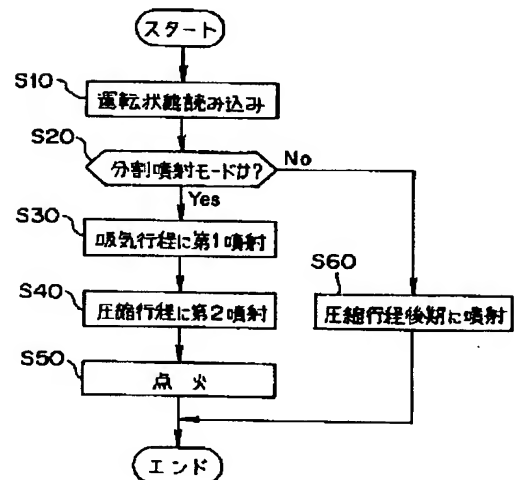 スタート
S10
運転状態読み込み
S20
分割噴射モードか?
No
Yes
S30
吸気行程に第1噴射
S40
圧縮行程に第2噴射
S60
圧縮行程後期に噴射
S50
点火
エンド